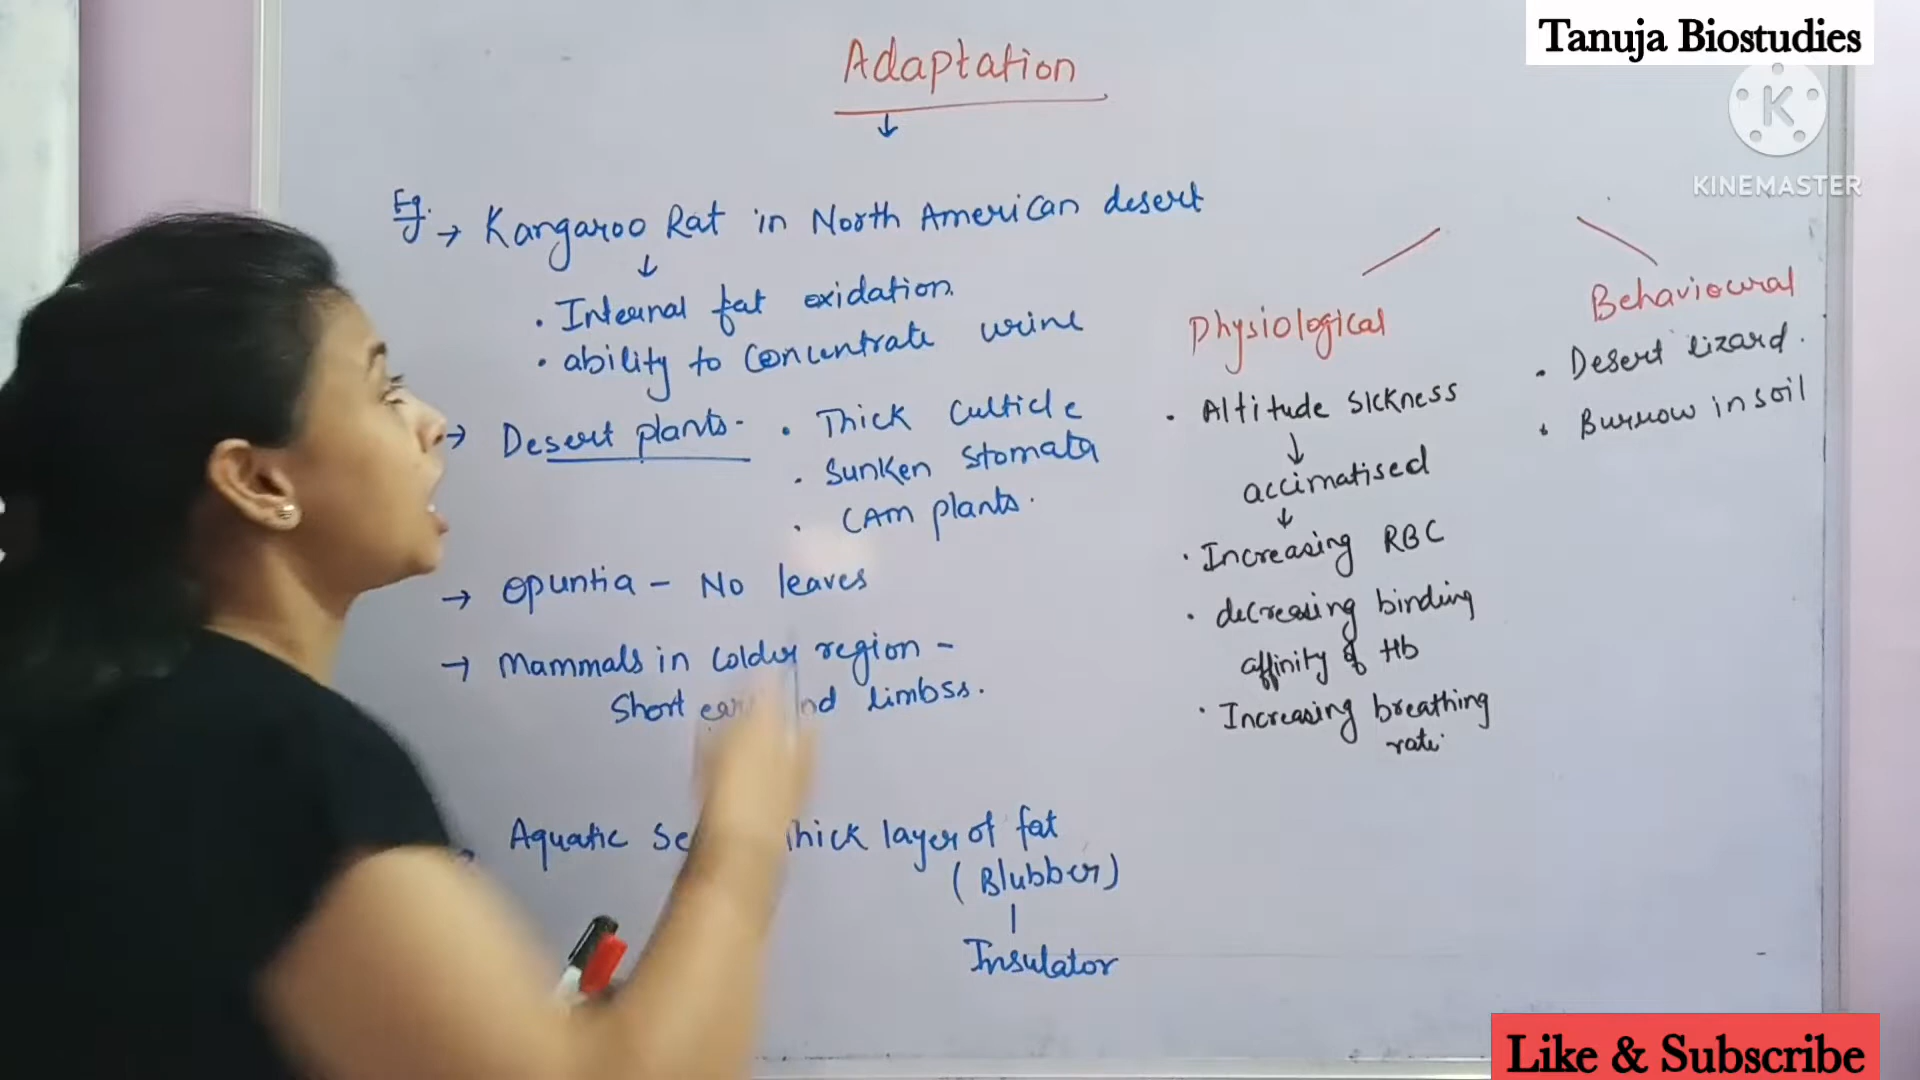 Tanuja Biostudies
KINEMASTER
Adaptation
Eg. → Kangaroo Rat in North American desert
↓
• Internal fat oxidation.
• ability to concentrate urine
→ Desert plants - • Thick Culticle
• Sunken Stomata
• CAM plants.
→ Opuntia - No leaves
→ Mammals in Colder region -
Short and limbss.
Aquatic thick layer of fat
(Blubber)
|
Insulator
Physiological
• Altitude Sickness
↓
accimatised
↓
• Increasing RBC
• decreasing binding
affinity of Hb
• Increasing breathing
rate.
Behavioural
• Desert lizard.
• Burrow in soil
Like & Subscribe